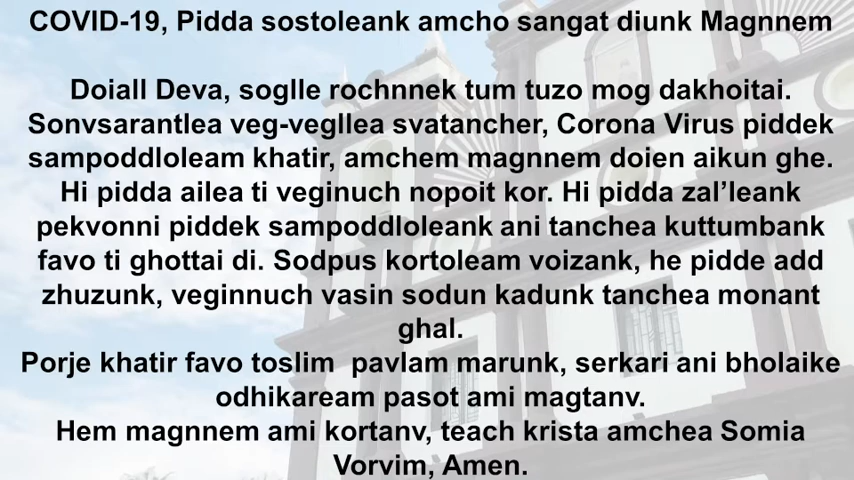 COVID-19, Pidda sostoleank amcho sangat diunk Magnnem
Doiall Deva, soglle rochnnek tum tuzo mog dakhoitai.
Sonvsarantlea veg-vegllea svatancher, Corona Virus piddek
sampoddloleam khatir, amchem magnnem doien aikun ghe.
Hi pidda ailea ti veginuch nopoit kor. Hi pidda zal’leank
pekvonni piddek sampoddloleank ani tanchea kuttumbank
favo ti ghottai di. Sodpus kortoleam voizank, he pidde add
zhuzunk, veginnuch vasin sodun kadunk tanchea monant
ghal.
Porje khatir favo toslim pavlam marunk, serkari ani bholaike
odhikaream pasot ami magtanv.
Hem magnnem ami kortanv, teach krista amchea Somia
Vorvim, Amen.